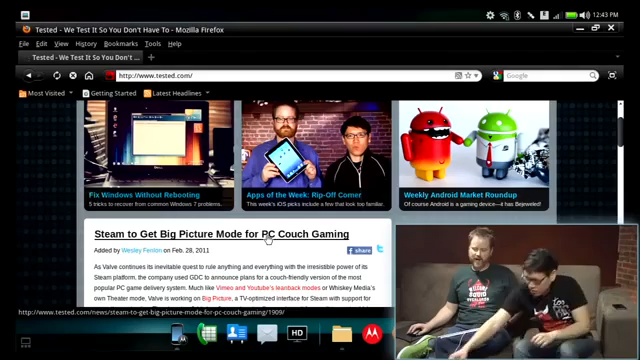 12:43 PM
Tested - We Test It So You Don't Have To - Mozilla Firefox
File Edit View History Bookmarks Tools Help
Tested - We Test It So You Don't ...
http://www.tested.com/
Google
Most Visited Getting Started Latest Headlines
Fix Windows Without Rebooting
5 tricks to recover from common Windows 7 problems.
Apps of the Week: Rip-Off Corner
This week's iOS picks include a few that look familiar
Weekly Android Market Roundup
Of course Android is a gaming device--it has Bejeweled!
Steam to Get Big Picture Mode for PC Couch Gaming
Added by Wesley Fenlon on Feb. 28, 2011
share
As Valve continues its inevitable quest to rule anything and everything with the irresistible power of its
Steam platform, the company used GDC to announce plans for a couch-friendly version of the most
popular PC game delivery system. Much like Vimeo and Youtube's leanback modes or Whiskey Media's
own Theater Mode, Valve is working on Big Picture, a TV-optimized interface for Steam with support for
http://www.tested.com/news/steam-to-get-big-picture-mode-for-pc-couch-gaming/1909/
HD